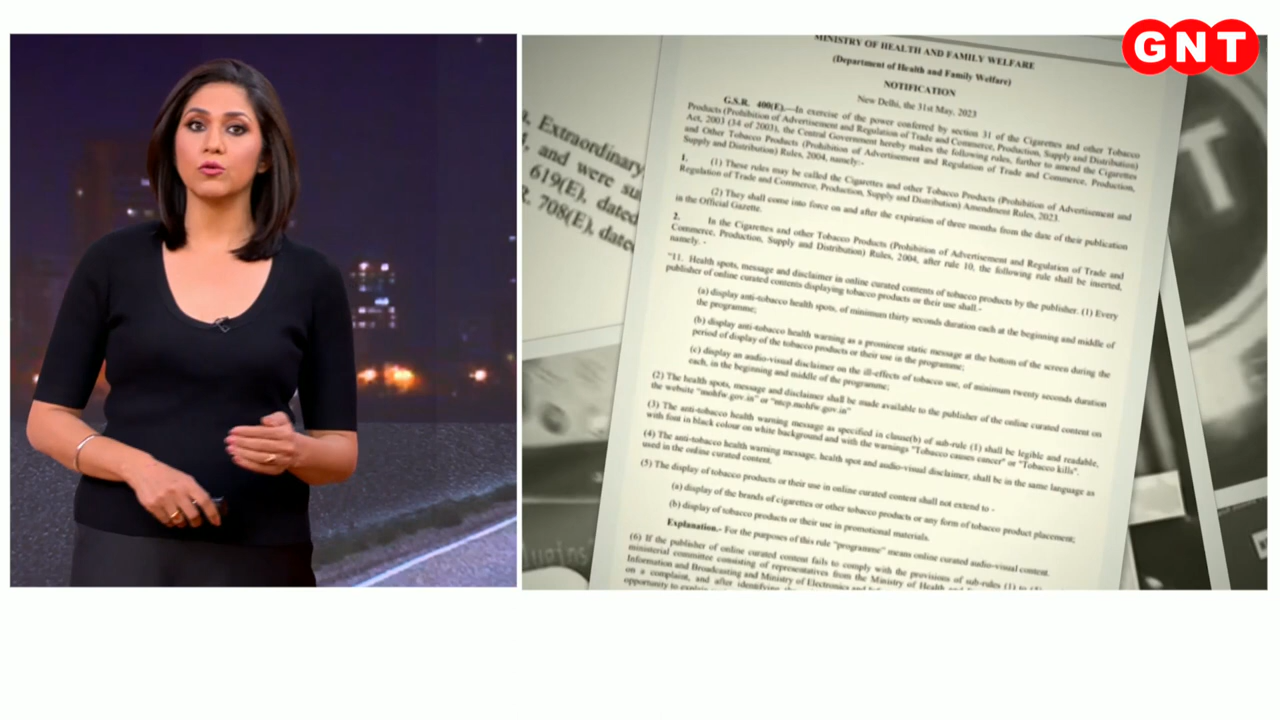 GNT
MINISTRY OF HEALTH AND FAMILY WELFARE
(Department of Health and Family Welfare)
NOTIFICATION
New Delhi, the 31st May, 2023
G.S.R. 400(E).—In exercise of the power conferred by section 31 of the Cigarettes and other Tobacco
Products (Prohibition of Advertisement and Regulation of Trade and Commerce, Production, Supply and Distribution)
Act, 2003 (34 of 2003), the Central Government hereby makes the following rules, further to amend the Cigarettes
and Other Tobacco Products (Prohibition of Advertisement and Regulation of Trade and Commerce, Production,
Supply and Distribution) Rules, 2004, namely:-
1. (1) These rules may be called the Cigarettes and other Tobacco Products (Prohibition of Advertisement and
Regulation of Trade and Commerce, Production, Supply and Distribution) Amendment Rules, 2023.
(2) They shall come into force on and after the expiration of three months from the date of their publication
in the Official Gazette.
2. In the Cigarettes and other Tobacco Products (Prohibition of Advertisement and Regulation of Trade and
Commerce, Production, Supply and Distribution) Rules, 2004, after rule 10, the following rule shall be inserted,
namely. -
"11. Health spots, message and disclaimer in online curated contents of tobacco products by the publisher. (1) Every
publisher of online curated contents displaying tobacco products or their use shall.-
(a) display anti-tobacco health spots, of minimum thirty seconds duration each at the beginning and middle of
the programme;
(b) display anti-tobacco health warning as a prominent static message at the bottom of the screen during the
period of display of the tobacco products or their use in the programme;
(c) display an audio-visual disclaimer on the ill-effects of tobacco use, of minimum twenty seconds duration
each, in the beginning and middle of the programme;
(2) The health spots, message and disclaimer shall be made available to the publisher of the online curated content on
the website "mohfw.gov.in" or "ntcp.mohfw.gov.in"
(3) The anti-tobacco health warning message as specified in clause(b) of sub-rule (1) shall be legible and readable,
with font in black colour on white background and with the warnings "Tobacco causes cancer" or "Tobacco kills".
(4) The anti-tobacco health warning message, health spot and audio-visual disclaimer, shall be in the same language as
used in the online curated content.
(5) The display of tobacco products or their use in online curated content shall not extend to -
(a) display of the brands of cigarettes or other tobacco products or any form of tobacco product placement;
(b) display of tobacco products or their use in promotional materials.
Explanation.- For the purposes of this rule "programme" means online curated audio-visual content.
(6) If the publisher of online curated content fails to comply with the provisions of sub-rules (1) to
ministerial committee consisting of representatives from the Ministry of Health
Information and Broadcasting and Ministry of Electronics and
on a complaint, and after identifying
opportunity to
Extraordinary
and were
619(E), dated
708(E), dated